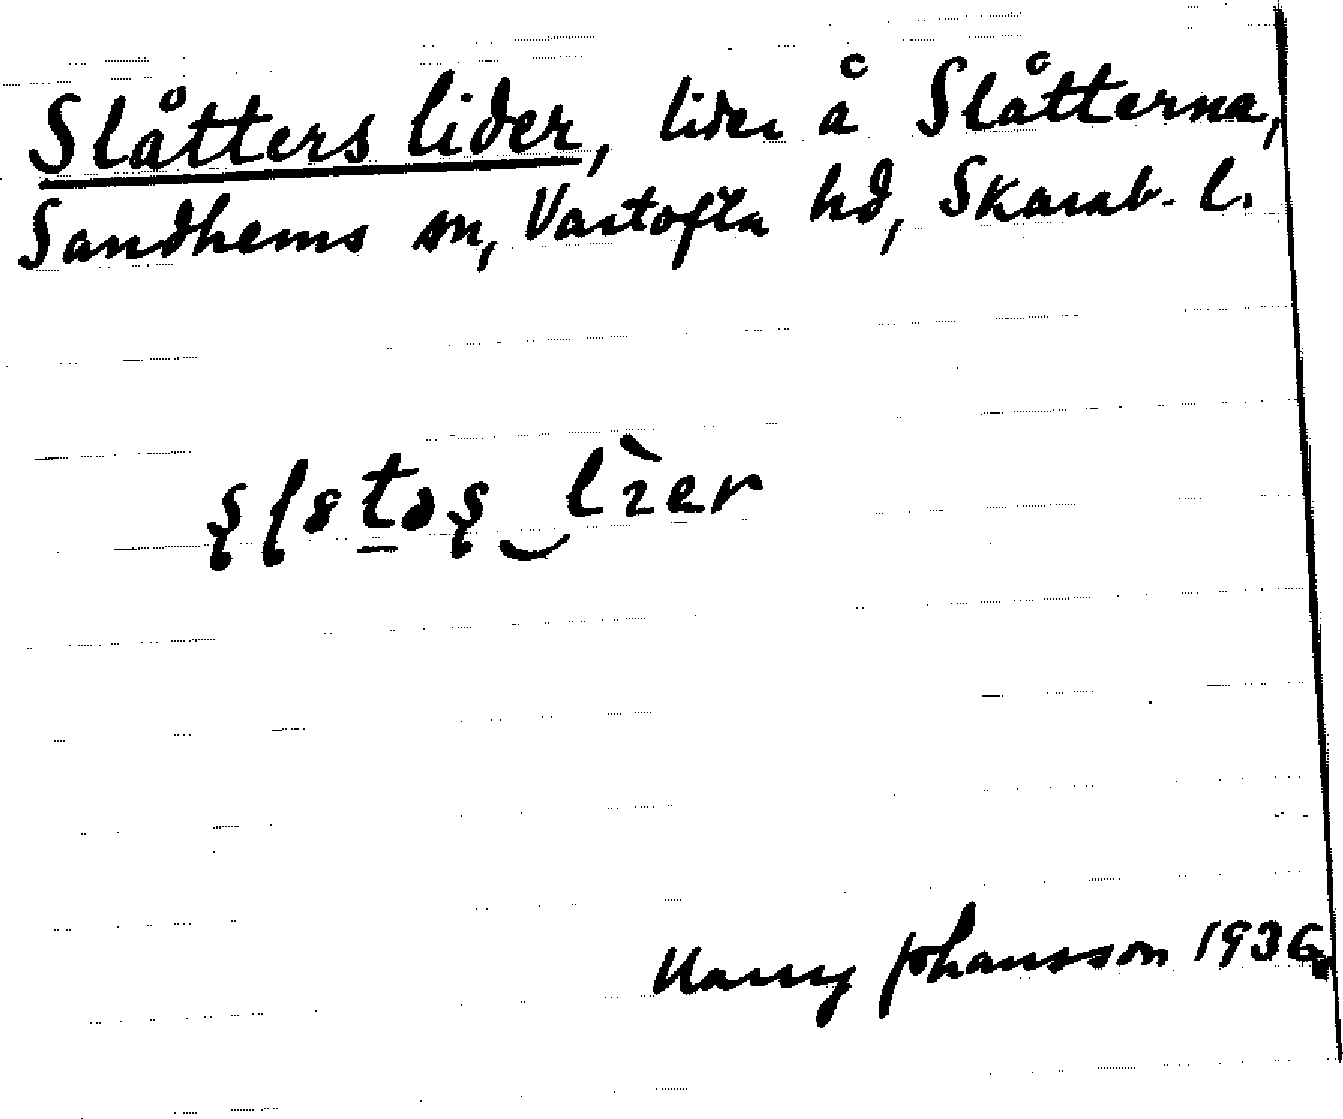 Slåtters lider, lider å Slåtterna,
Sandhems sn, Vartofta hd, Skarab. l.
Harry Johansson 1936.